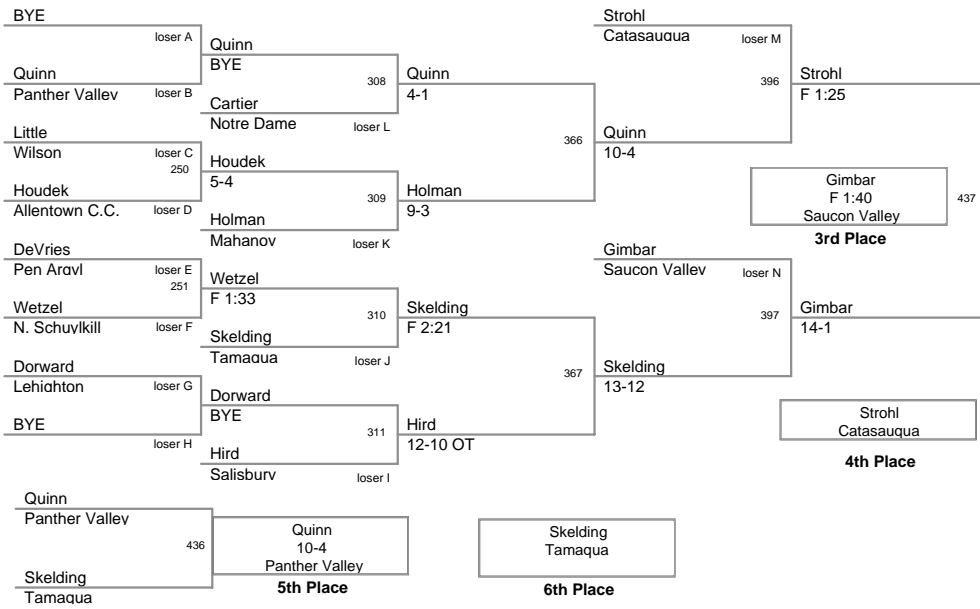 BYE
loser A
Quinn
Panther Valley
loser B
Little
Wilson
loser C
250
Houdek
Allentown C.C.
loser D
DeVries
Pen Argyl
loser E
251
Wetzel
N. Schuylkill
loser F
Dorward
Lehighton
loser G
BYE
loser H
Quinn
BYE
308
Cartier
Notre Dame
loser L
Houdek
5-4
309
Holman
Mahanoy
loser K
Wetzel
F 1:33
310
Skelding
Tamaqua
loser J
Dorward
BYE
311
Hird
Salisbury
loser I
Quinn
4-1
366
Holman
9-3
Skelding
F 2:21
367
Hird
12-10 OT
Strohl
Catasauqua
loser M
396
Quinn
10-4
Gimbar
Saucon Valley
loser N
397
Skelding
13-12
Strohl
F 1:25
Gimbar
F 1:40
Saucon Valley
437
3rd Place
Gimbar
14-1
Strohl
Catasauqua
4th Place
Quinn
Panther Valley
436
Skelding
Tamaqua
Quinn
10-4
Panther Valley
5th Place
Skelding
Tamaqua
6th Place